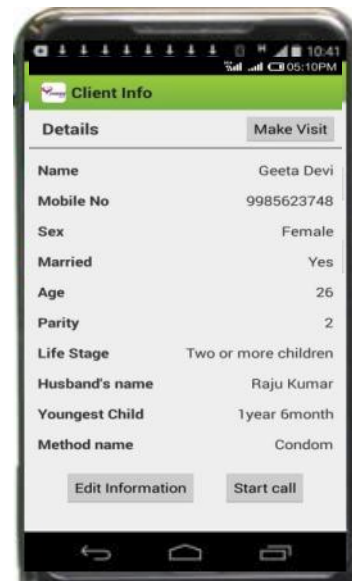 H 10:41
05:10PM
Client Info
Details Make Visit
Name Geeta Devi
Mobile No 9985623748
Sex Female
Married Yes
Age 26
Parity 2
Life Stage Two or more children
Husband's name Raju Kumar
Youngest Child 1year 6month
Method name Condom
Edit Information Start call